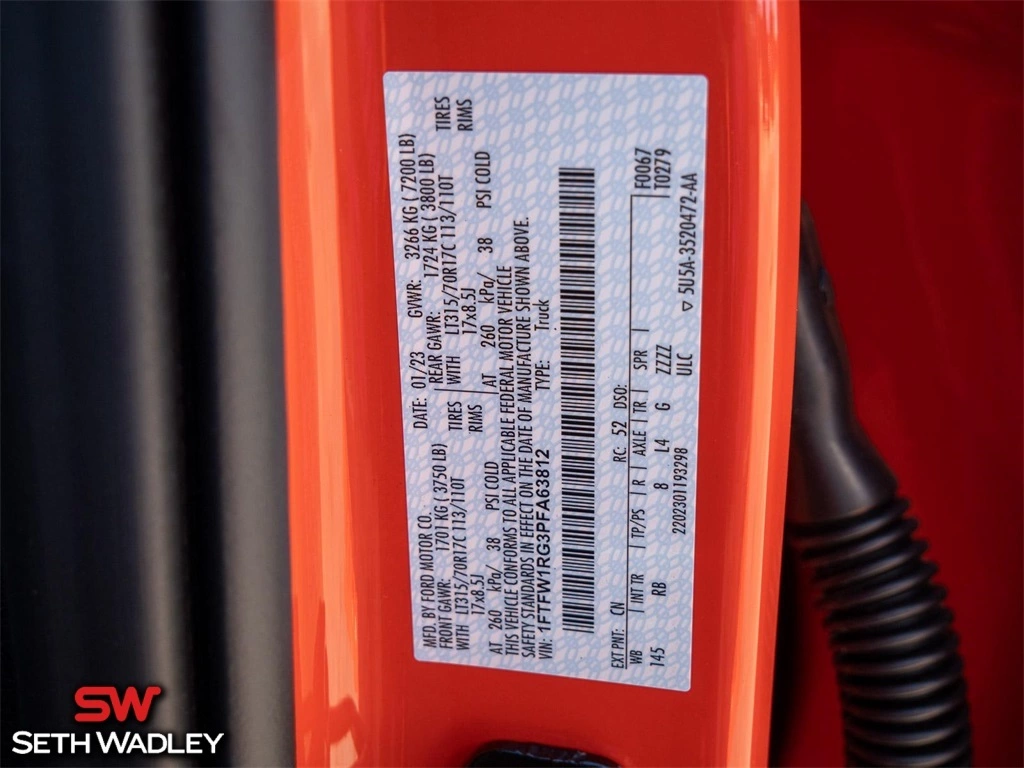 MFD. BY FORD MOTOR CO. DATE: 01/23 GVWR: 3266 KG ( 7200 LB)
FRONT GAWR: 1701 KG ( 3750 LB) REAR GAWR: 1724 KG ( 3800 LB)
WITH LT315/70R17C 113/110T TIRES WITH LT315/70R17C 113/110T TIRES
17x8.5J RIMS 17x8.5J RIMS
AT 260 kPa/ 38 PSI COLD AT 260 kPa/ 38 PSI COLD
THIS VEHICLE CONFORMS TO ALL APPLICABLE FEDERAL MOTOR VEHICLE
SAFETY STANDARDS IN EFFECT ON THE DATE OF MANUFACTURE SHOWN ABOVE.
VIN: 1FTFW1RG3PFA63812 TYPE: Truck
EXT PNT: CN RC: 52 DSO:
WB INT TR TP/PS R AXLE TR SPR F0067
145 RB 8 L4 G ZZZZ T0279
2202301193298 ULC
5U5A-3520472-AA
SW
SETH WADLEY